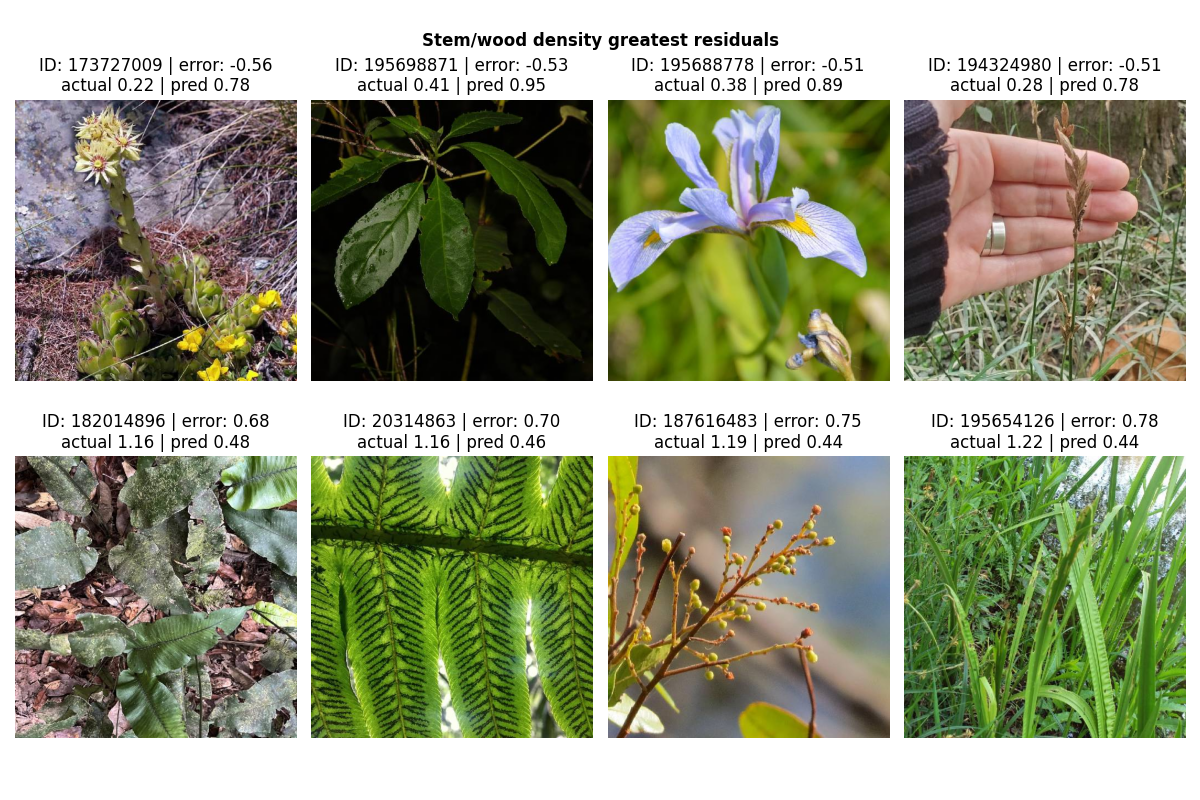 Stem/wood density greatest residuals
ID: 173727009 | error: -0.56
actual 0.22 | pred 0.78
ID: 195698871 | error: -0.53
actual 0.41 | pred 0.95
ID: 195688778 | error: -0.51
actual 0.38 | pred 0.89
ID: 194324980 | error: -0.51
actual 0.28 | pred 0.78
ID: 182014896 | error: 0.68
actual 1.16 | pred 0.48
ID: 20314863 | error: 0.70
actual 1.16 | pred 0.46
ID: 187616483 | error: 0.75
actual 1.19 | pred 0.44
ID: 195654126 | error: 0.78
actual 1.22 | pred 0.44